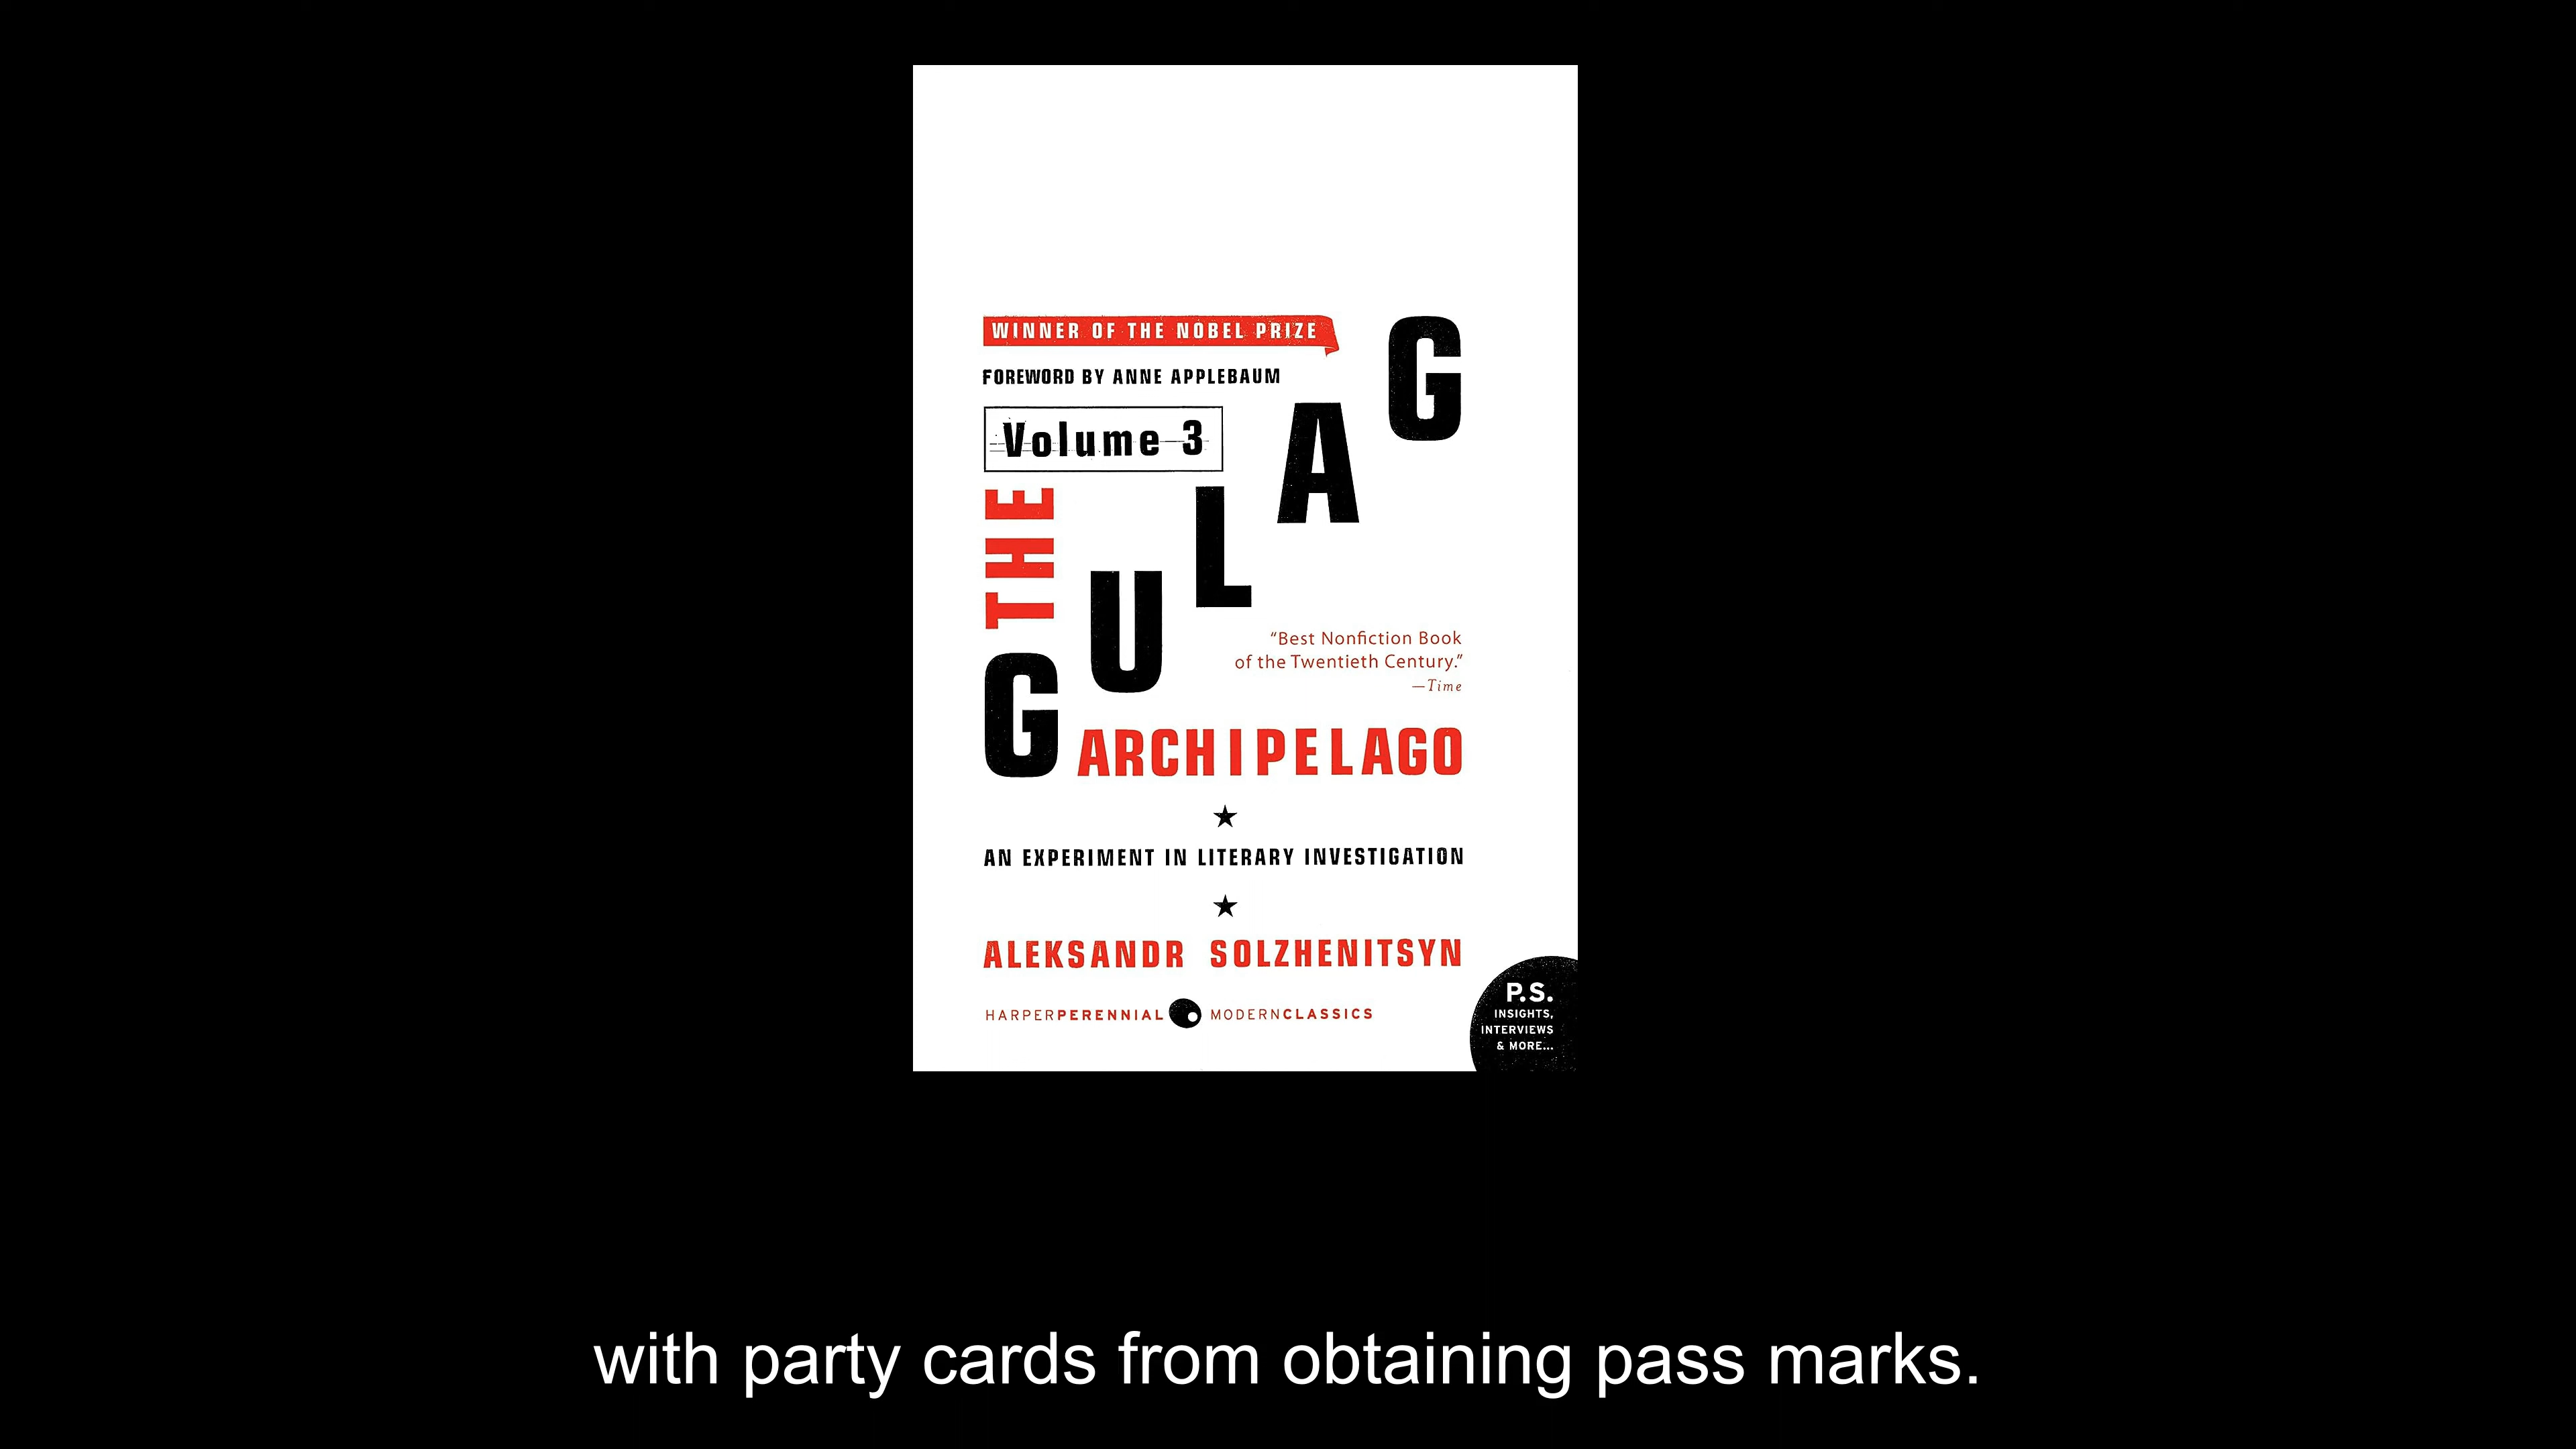 WINNER OF THE NOBEL PRIZE
FOREWORD BY ANNE APPLEBAUM
Volume 3
THE
GULAG
"Best Nonfiction Book
of the Twentieth Century."
—Time
ARCHIPELAGO
AN EXPERIMENT IN LITERARY INVESTIGATION
ALEKSANDR SOLZHENITSYN
HARPERPERENNIAL MODERNCLASSICS
P.S.
INSIGHTS,
INTERVIEWS
& MORE...
with party cards from obtaining pass marks.